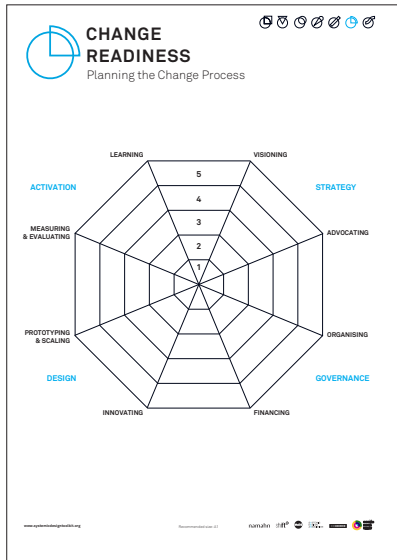 CHANGE
READINESS
Planning the Change Process
LEARNING
VISIONING
5
ACTIVATION
STRATEGY
4
3
MEASURING
& EVALUATING
ADVOCATING
2
1
PROTOTYPING
& SCALING
ORGANISING
DESIGN
GOVERNANCE
INNOVATING
FINANCING
www.systemicdesigntoolkit.org
namahn
shiftN